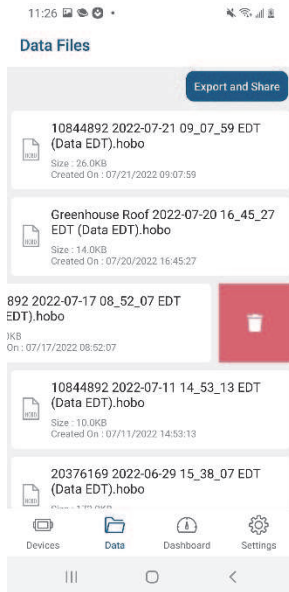 11:26
Data Files
Export and Share
10844892 2022-07-21 09_07_59 EDT
(Data EDT).hobo
HOBO
Size : 26.0KB
Created On : 07/21/2022 09:07:59
Greenhouse Roof 2022-07-20 16_45_27
EDT (Data EDT).hobo
HOBO
Size : 14.0KB
Created On : 07/20/2022 16:45:27
892 2022-07-17 08_52_07 EDT
EDT).hobo
0KB
On : 07/17/2022 08:52:07
10844892 2022-07-11 14_53_13 EDT
(Data EDT).hobo
HOBO
Size : 10.0KB
Created On : 07/11/2022 14:53:13
20376169 2022-06-29 15_38_07 EDT
(Data EDT).hobo
HOBO
Devices Data Dashboard Settings